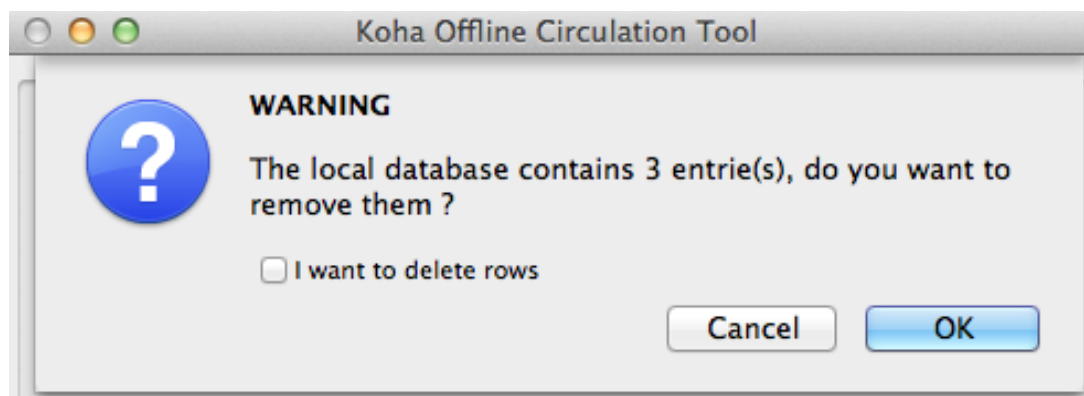 Koha Offline Circulation Tool
WARNING
The local database contains 3 entrie(s), do you want to
remove them ?
I want to delete rows
Cancel OK